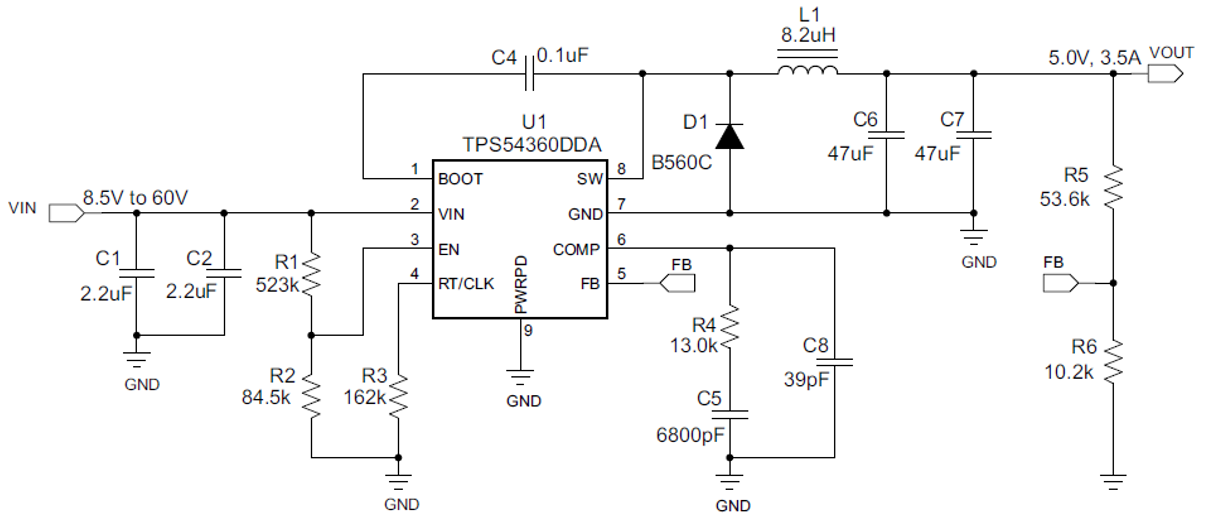 L1
8.2uH
C4
0.1uF
5.0V, 3.5A
VOUT
U1
TPS54360DDA
D1
B560C
C6
47uF
C7
47uF
1
BOOT
SW
8
R5
53.6k
VIN
8.5V to 60V
2
VIN
GND
7
3
EN
COMP
6
4
RT/CLK
FB
5
PWRPD
9
FB
GND
FB
C1
2.2uF
C2
2.2uF
R1
523k
GND
R4
13.0k
C8
39pF
R2
84.5k
R3
162k
GND
C5
6800pF
R6
10.2k
GND
GND